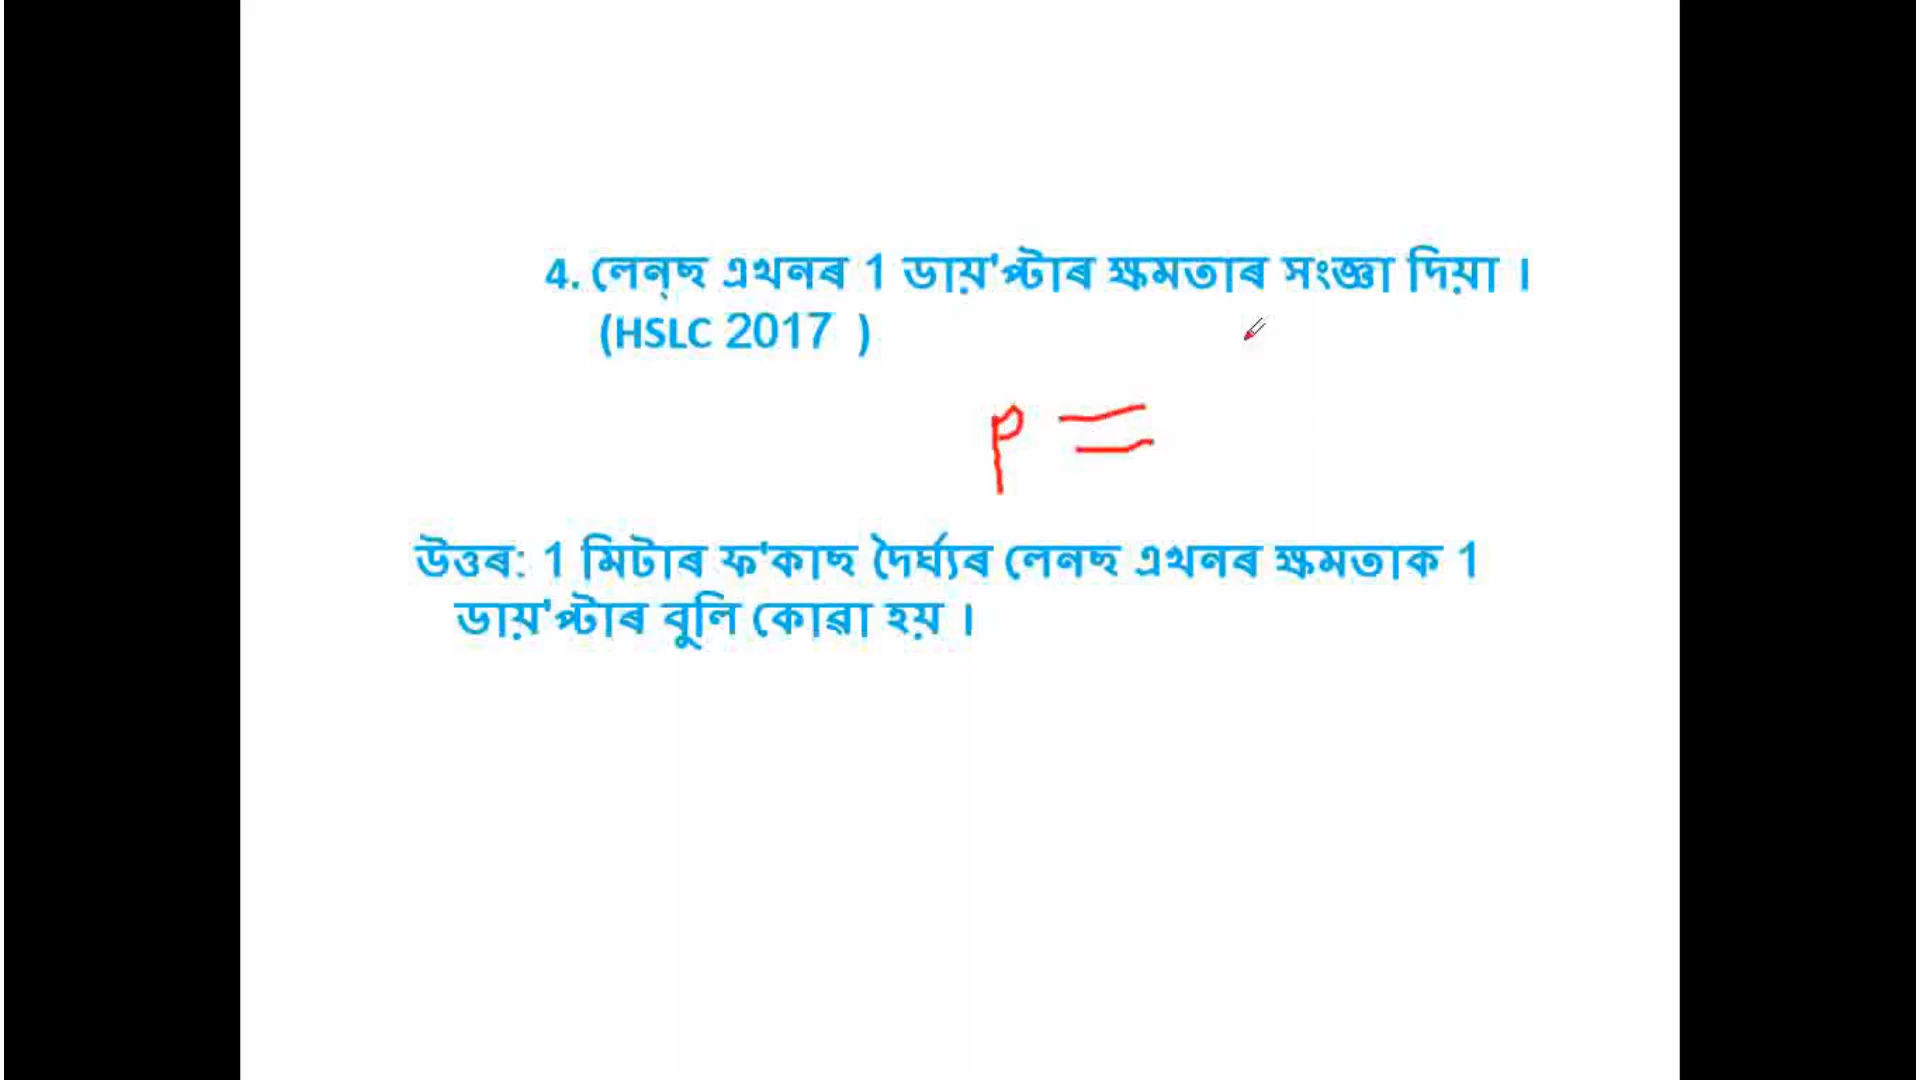 4. লেন্ছ এখনৰ 1 ডায়'প্টাৰ ক্ষমতাৰ সংজ্ঞা দিয়া ।
(HSLC 2017 )
P =
উত্তৰ: 1 মিটাৰ ফ'কাছ দৈৰ্ঘ্যৰ লেনছ এখনৰ ক্ষমতাক 1
ডায়'প্টাৰ বুলি কোৱা হয় ।